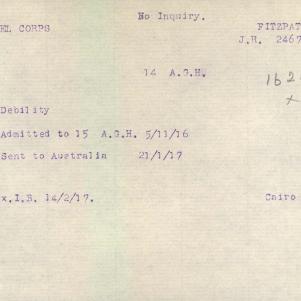 No Inquiry.
EL CORPS
FITZPAT
J.R. 2467
14 A.G.H.
162
x
Debility
Admitted to 15 A.G.H. 5/11/16
Sent to Australia 21/1/17
x.I.B. 14/2/17.
Cairo